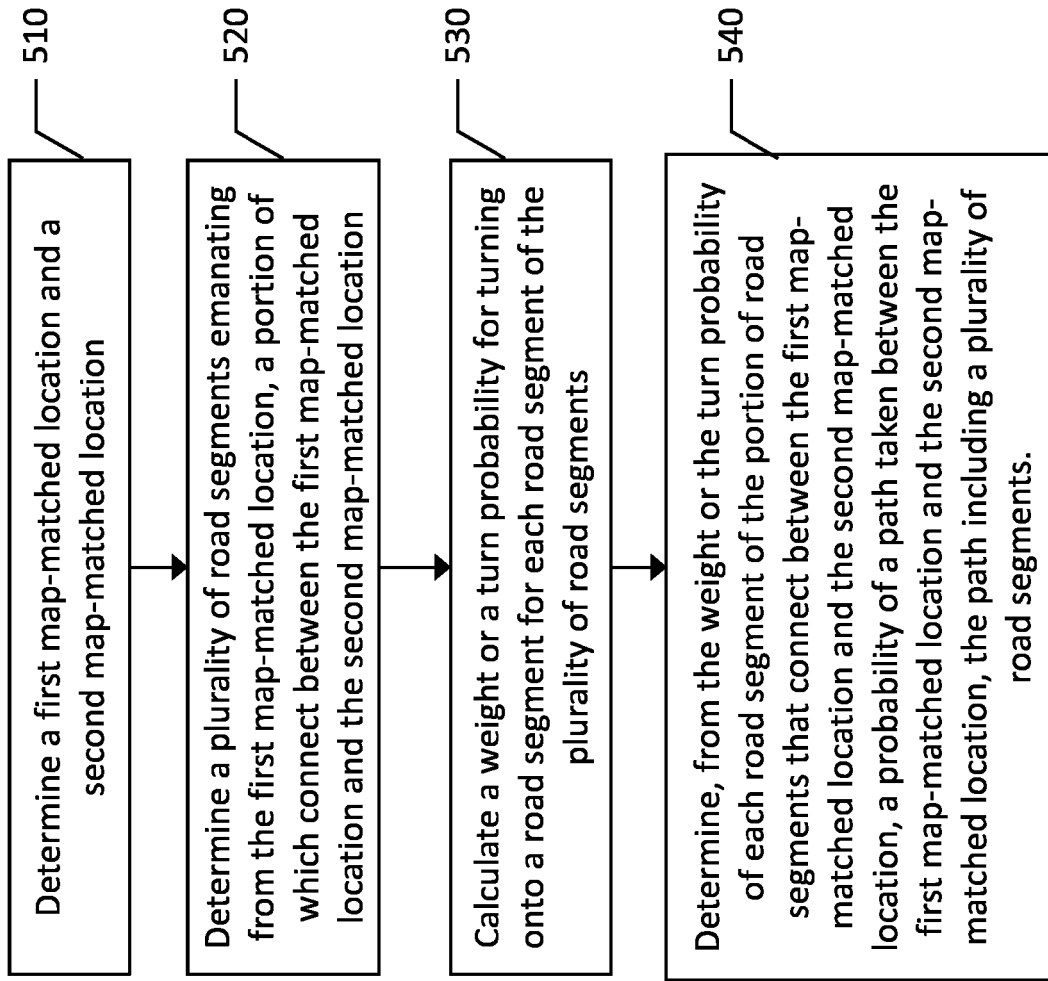 Determine a first map-matched location and a
second map-matched location
510
Determine a plurality of road segments emanating
from the first map-matched location, a portion of
which connect between the first map-matched
location and the second map-matched location
520
Calculate a weight or a turn probability for turning
onto a road segment for each road segment of the
plurality of road segments
530
Determine, from the weight or the turn probability
of each road segment of the portion of road
segments that connect between the first map-
matched location and the second map-matched
location, a probability of a path taken between the
first map-matched location and the second map-
matched location, the path including a plurality of
road segments.
540